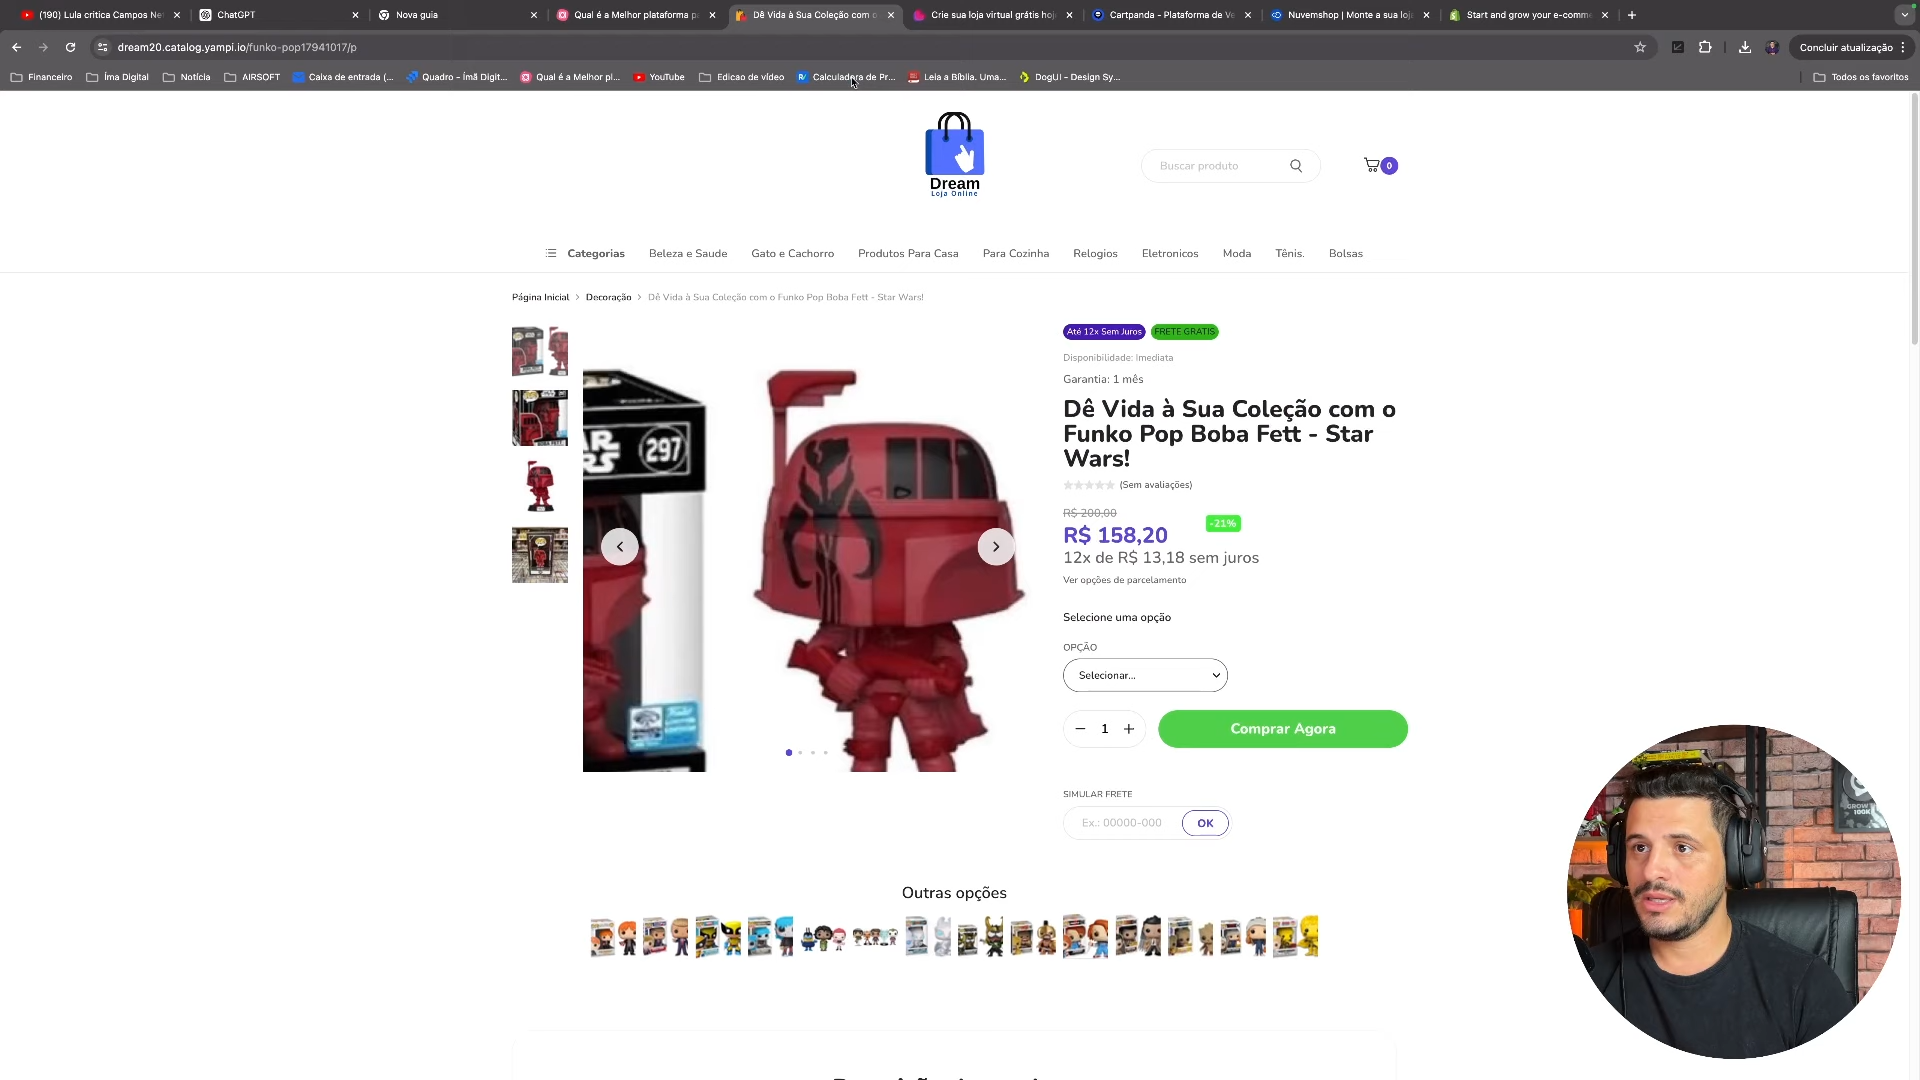 (190) Lula critica Campos Ne
ChatGPT
Nova guia
Qual é a Melhor plataforma p
Dê Vida à Sua Coleção com o
Crie sua loja virtual grátis hoj
Cartpanda - Plataforma de Ve
Nuvemshop | Monte a sua loj
Start and grow your e-comme
dream20.catalog.yampi.io/funko-pop17941017/p
Concluir atualização
Financeiro
Íma Digital
Notícia
AIRSOFT
Caixa de entrada (...
Quadro – Ímã Digit...
Qual é a Melhor pl...
YouTube
Edicao de vídeo
Calculadora de Pr...
Leia a Bíblia. Uma...
DogUI - Design Sy...
Todos os favoritos
Dream
Loja Online
Buscar produto
0
Categorias
Beleza e Saude
Gato e Cachorro
Produtos Para Casa
Para Cozinha
Relogios
Eletronicos
Moda
Tênis.
Bolsas
Página Inicial > Decoração > Dê Vida à Sua Coleção com o Funko Pop Boba Fett - Star Wars!
Até 12x Sem Juros
FRETE GRATIS
Disponibilidade: Imediata
Garantia: 1 mês
Dê Vida à Sua Coleção com o
Funko Pop Boba Fett - Star
Wars!
(Sem avaliações)
R$ 200,00
R$ 158,20
-21%
12x de R$ 13,18 sem juros
Ver opções de parcelamento
Selecione uma opção
OPÇÃO
Selecionar...
1
Comprar Agora
SIMULAR FRETE
Ex.: 00000-000
OK
297
Outras opções
GROW
100K